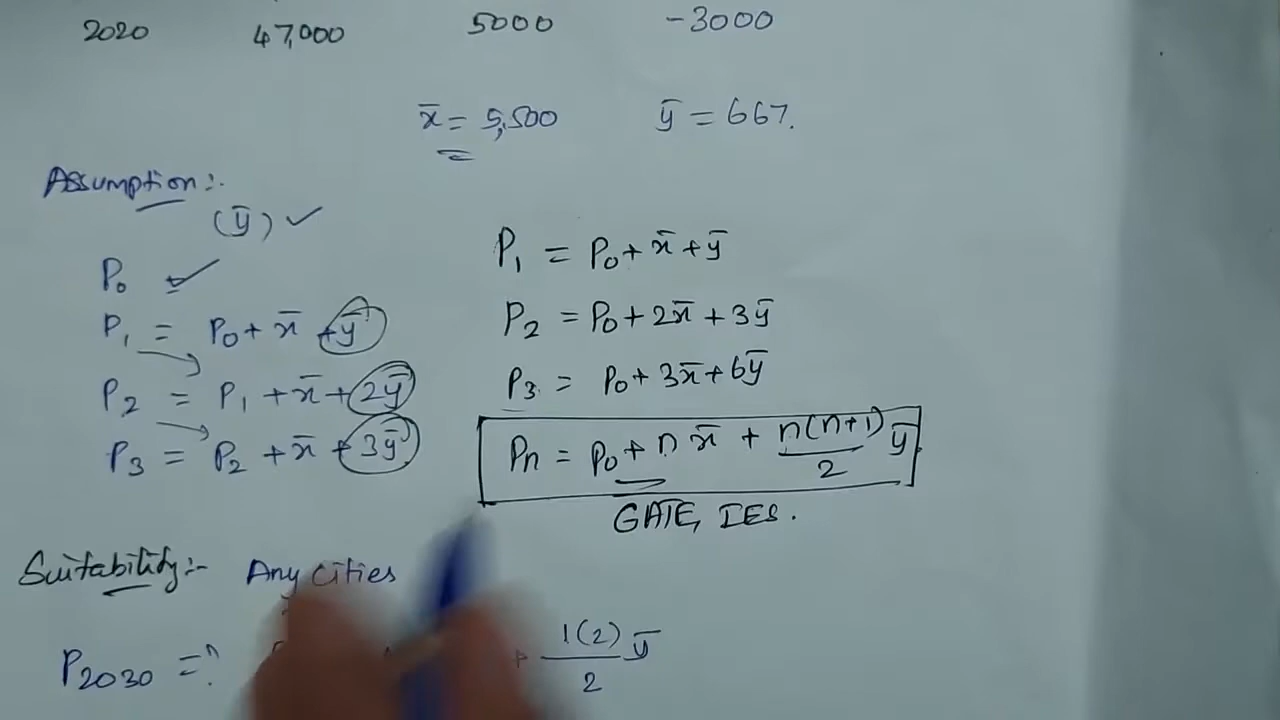 2020 47,000 5000 -3000
x̄ = 5,500 ȳ = 667.
Assumption:-
(ȳ) ✓
P₀ ✓
P₁ = P₀ + x̄ + ȳ
P₂ = P₁ + x̄ + 2ȳ
P₃ = P₂ + x̄ + 3ȳ
P₁ = P₀ + x̄ + ȳ
P₂ = P₀ + 2x̄ + 3ȳ
P₃ = P₀ + 3x̄ + 6ȳ
Pn = P₀ + n x̄ + n(n+1)/2 ȳ
GATE, IES.
Suitability:- Any cities
P₂₀₃₀ = ? 1(2)/2 ȳ